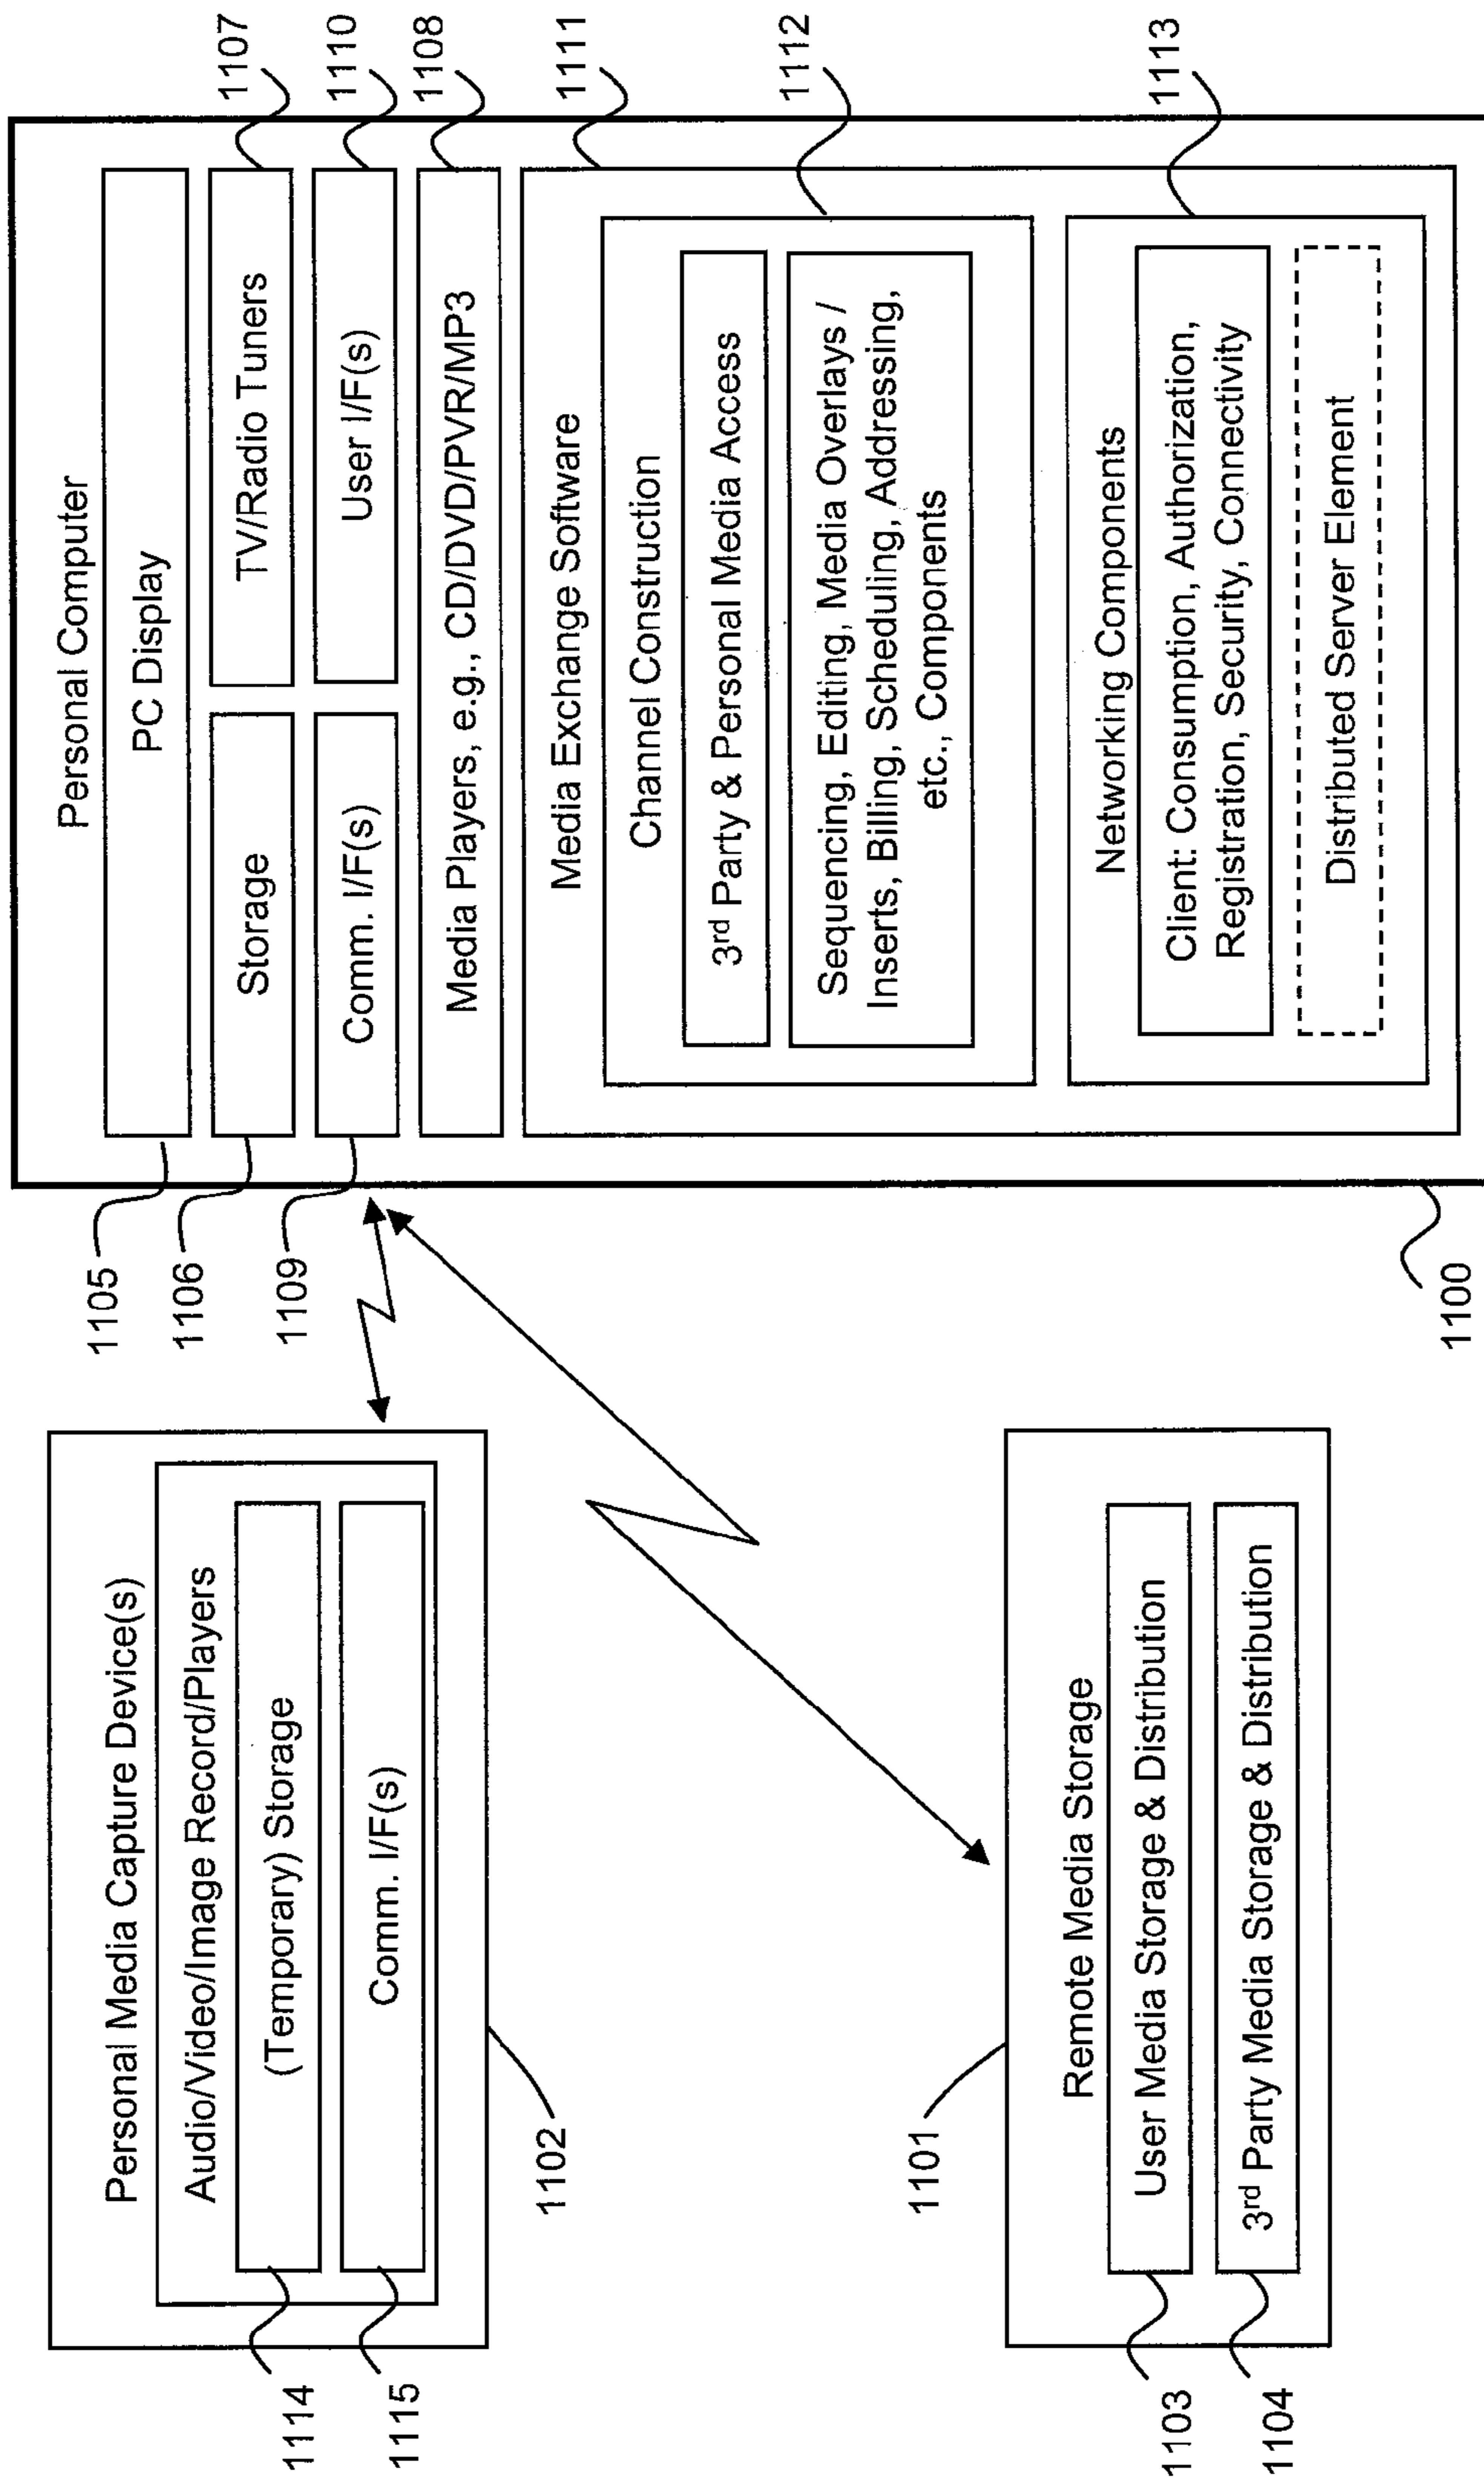 Personal Media Capture Device(s)
Audio/Video/Image Record/Players
(Temporary) Storage
Comm. I/F(s)
1114
1115
1102
Remote Media Storage
User Media Storage & Distribution
3rd Party Media Storage & Distribution
1101
1103
1104
Personal Computer
PC Display
Storage
TV/Radio Tuners
Comm. I/F(s)
User I/F(s)
Media Players, e.g., CD/DVD/PVR/MP3
Media Exchange Software
Channel Construction
3rd Party & Personal Media Access
Sequencing, Editing, Media Overlays /
Inserts, Billing, Scheduling, Addressing,
etc., Components
Networking Components
Client: Consumption, Authorization,
Registration, Security, Connectivity
Distributed Server Element
1105
1106
1109
1100
1107
1110
1108
1111
1112
1113